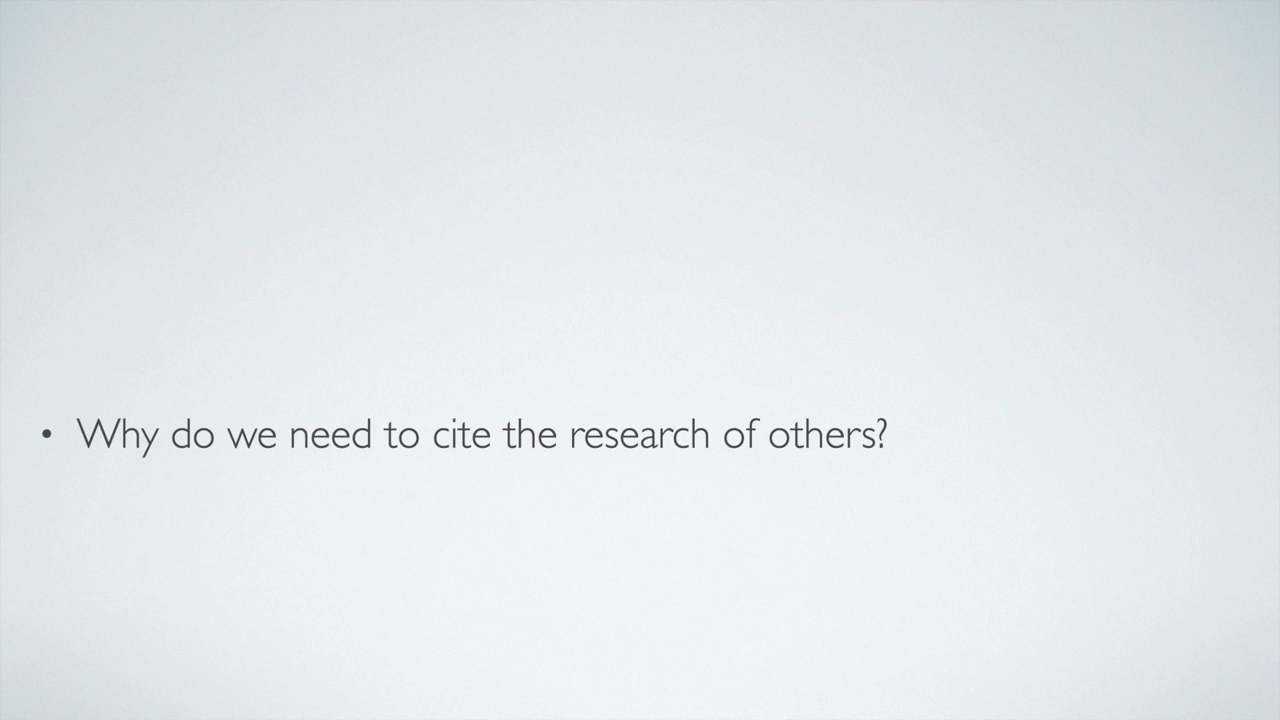 • Why do we need to cite the research of others?